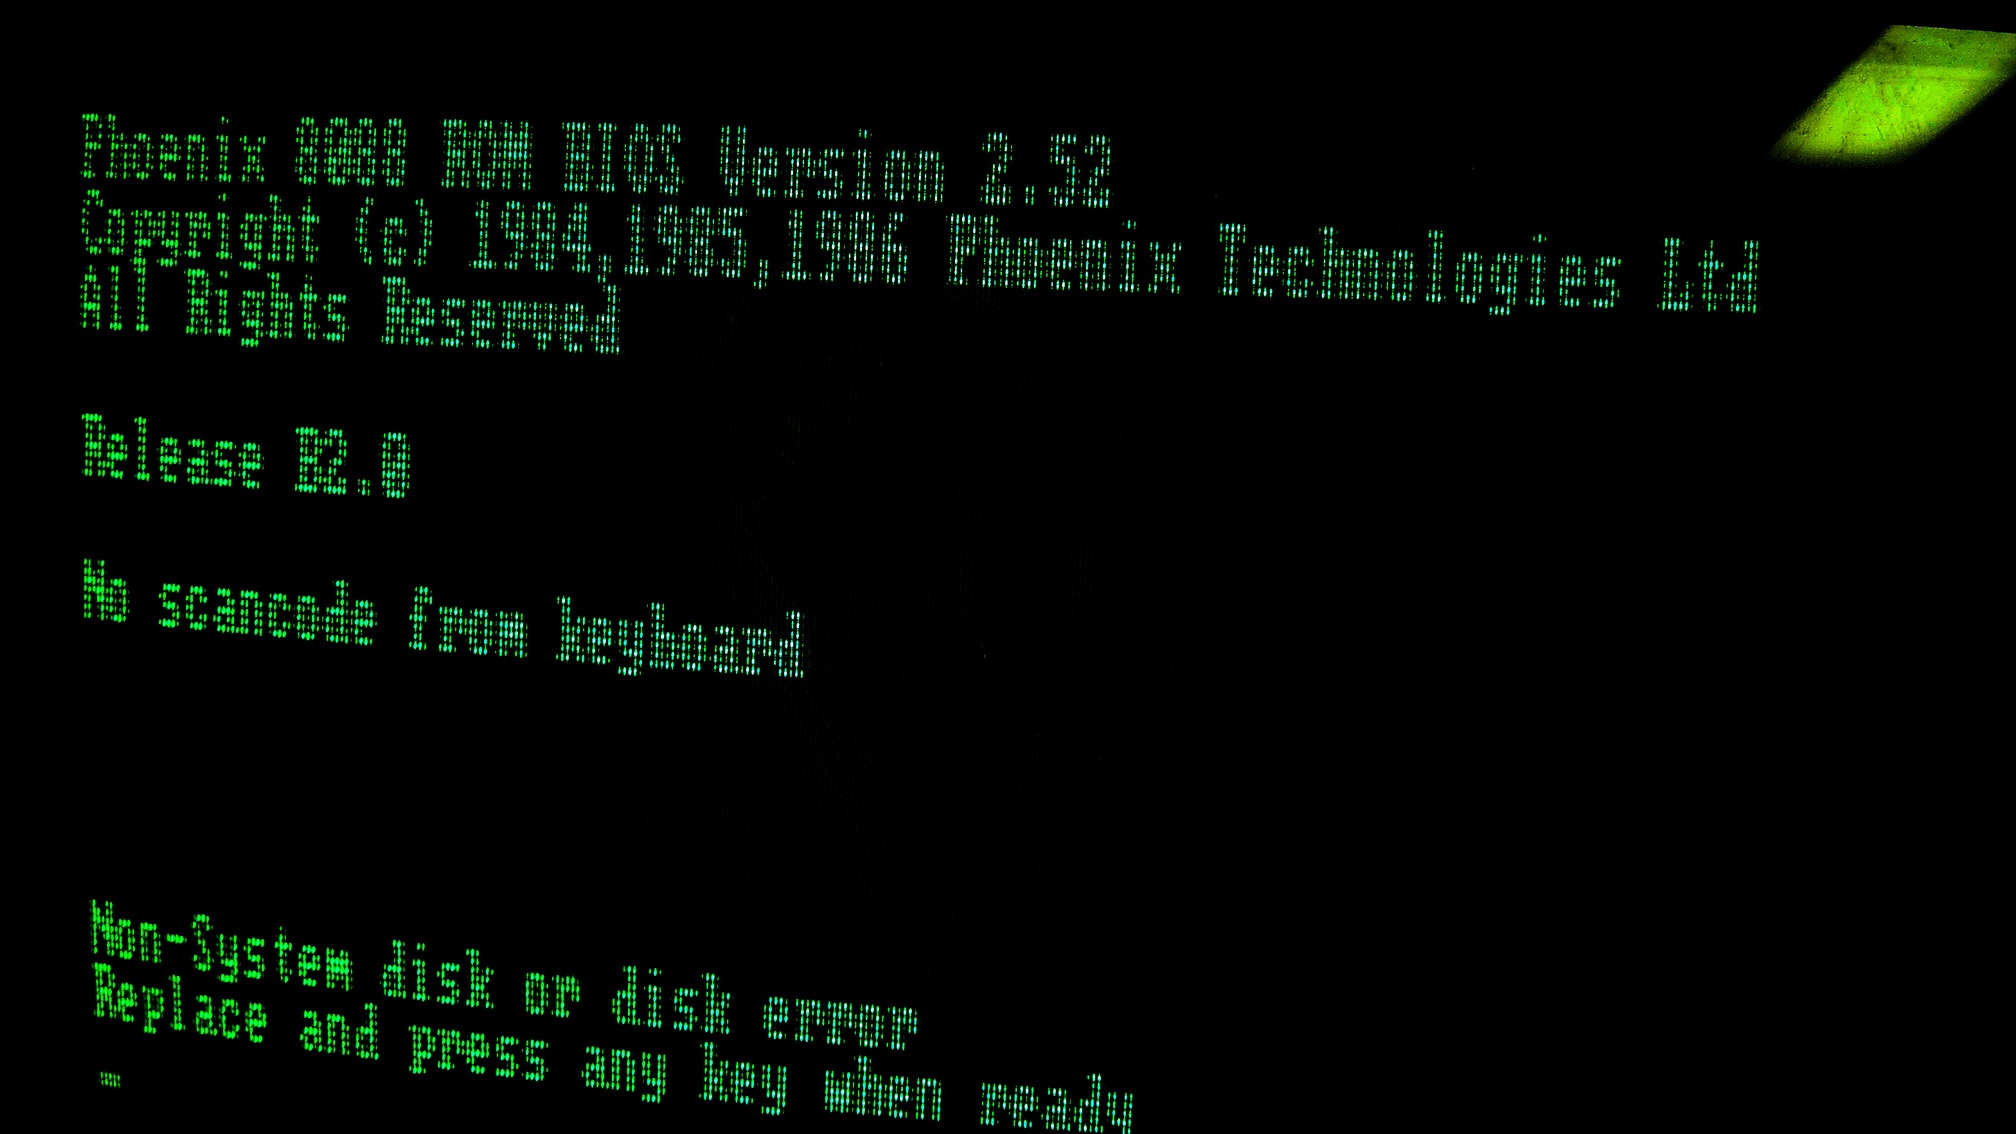 Phoenix 8088 ROM BIOS Version 2.52
Copyright (c) 1984,1985,1986 Phoenix Technologies Ltd
All Rights Reserved
Release B2.0
No scancode from keyboard
Non-System disk or disk error
Replace and press any key when ready